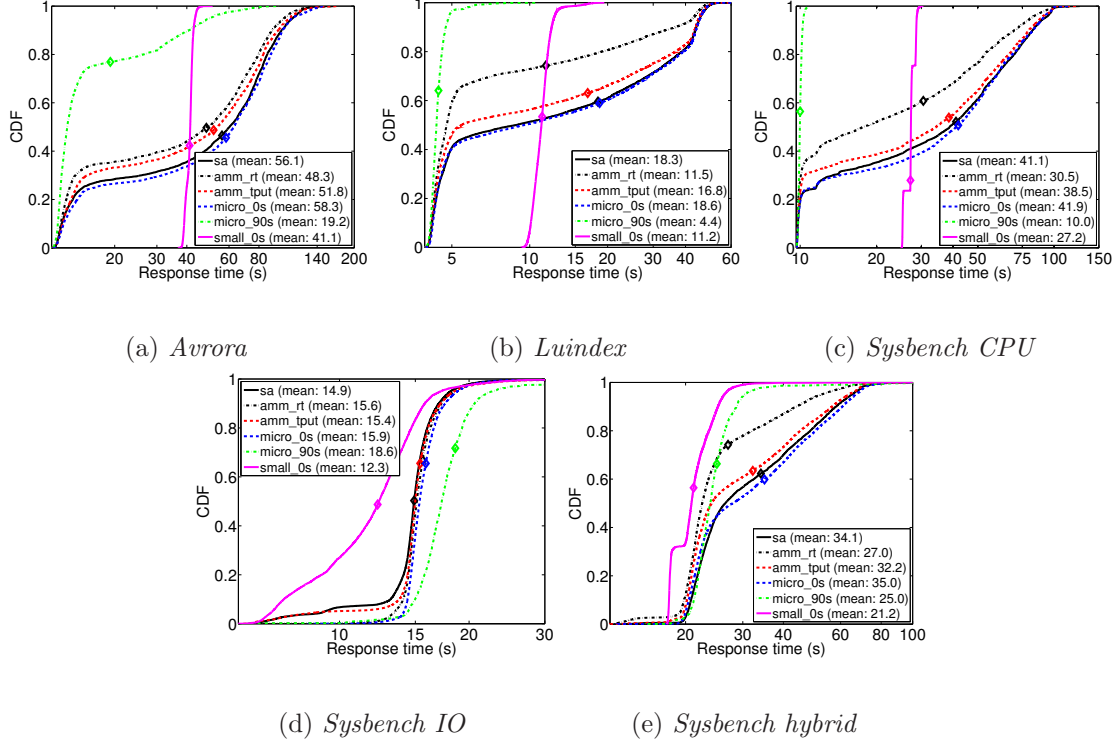 1
0.8
0.6
0.4
0.2
0
CDF
sa (mean: 56.1)
amm_rt (mean: 48.3)
amm_tput (mean: 51.8)
micro_0s (mean: 58.3)
micro_90s (mean: 19.2)
small_0s (mean: 41.1)
20 40 60 80 140 200
Response time (s)
(a) Avrora
1
0.8
0.6
0.4
0.2
0
CDF
sa (mean: 18.3)
amm_rt (mean: 11.5)
amm_tput (mean: 16.8)
micro_0s (mean: 18.6)
micro_90s (mean: 4.4)
small_0s (mean: 11.2)
5 10 15 20 40 60
Response time (s)
(b) Luindex
1
0.8
0.6
0.4
0.2
0
CDF
sa (mean: 41.1)
amm_rt (mean: 30.5)
amm_tput (mean: 38.5)
micro_0s (mean: 41.9)
micro_90s (mean: 10.0)
small_0s (mean: 27.2)
10 20 30 40 50 100 150
Response time (s)
(c) Sysbench CPU
1
0.8
0.6
0.4
0.2
0
CDF
sa (mean: 14.9)
amm_rt (mean: 15.6)
amm_tput (mean: 15.4)
micro_0s (mean: 15.9)
micro_90s (mean: 18.6)
small_0s (mean: 12.3)
10 15 20 30
Response time (s)
(d) Sysbench IO
1
0.8
0.6
0.4
0.2
0
CDF
sa (mean: 34.1)
amm_rt (mean: 27.0)
amm_tput (mean: 32.2)
micro_0s (mean: 35.0)
micro_90s (mean: 25.0)
small_0s (mean: 21.2)
20 30 40 60 80 100
Response time (s)
(e) Sysbench hybrid